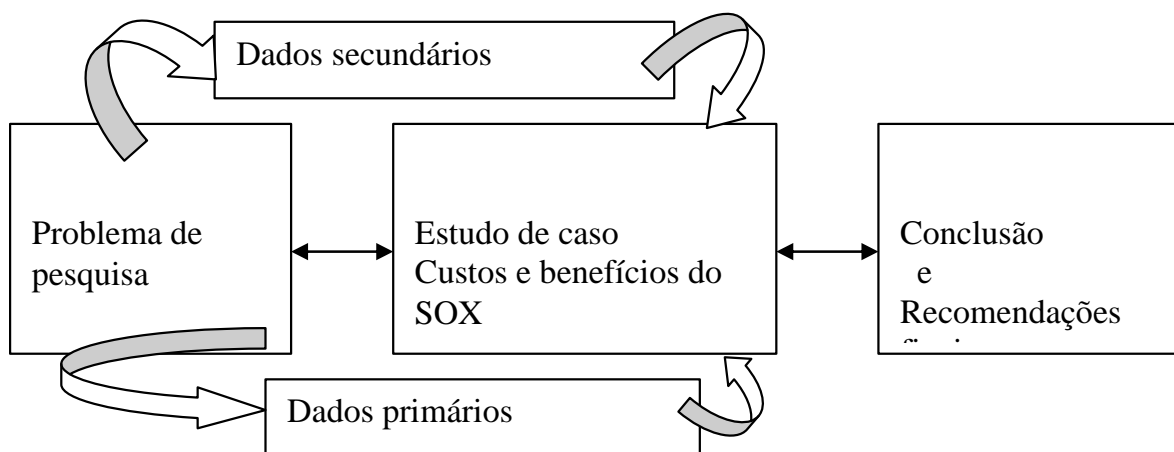 Dados secundários
Problema de
pesquisa
Estudo de caso
Custos e benefícios do
SOX
Conclusão
e
Recomendações
Dados primários